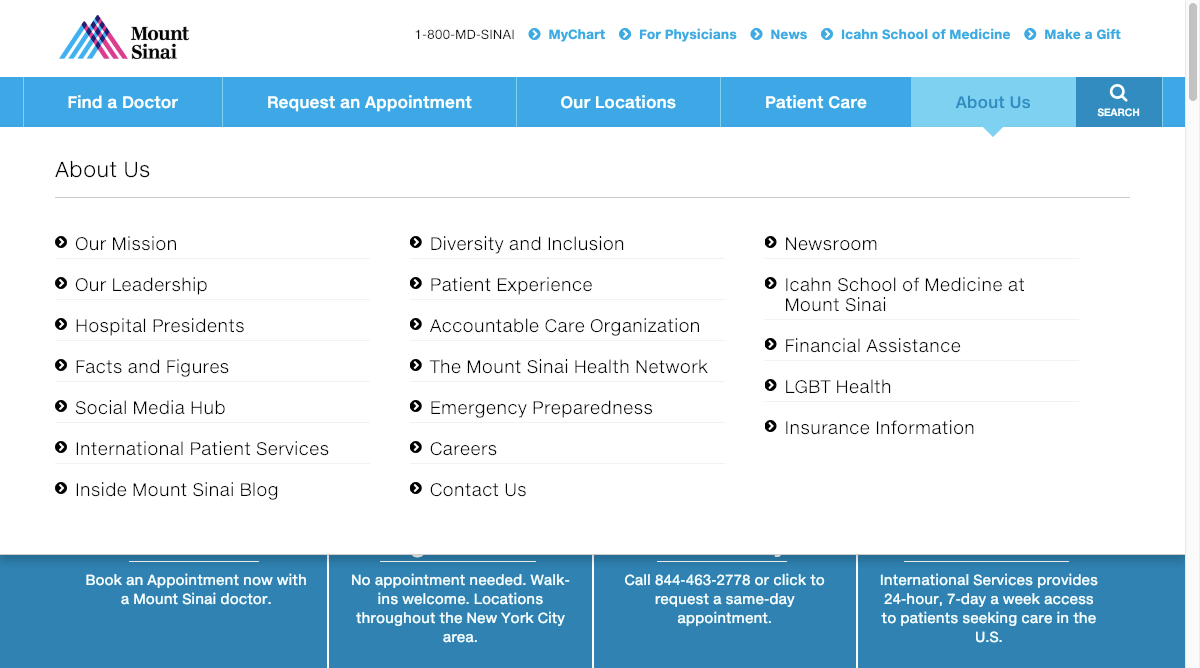 Mount
Sinai
1-800-MD-SINAI
MyChart
For Physicians
News
Icahn School of Medicine
Make a Gift
Find a Doctor
Request an Appointment
Our Locations
Patient Care
About Us
SEARCH
About Us
Our Mission
Our Leadership
Hospital Presidents
Facts and Figures
Social Media Hub
International Patient Services
Inside Mount Sinai Blog
Diversity and Inclusion
Patient Experience
Accountable Care Organization
The Mount Sinai Health Network
Emergency Preparedness
Careers
Contact Us
Newsroom
Icahn School of Medicine at
Mount Sinai
Financial Assistance
LGBT Health
Insurance Information
Book an Appointment now with
a Mount Sinai doctor.
No appointment needed. Walk-
ins welcome. Locations
throughout the New York City
area.
Call 844-463-2778 or click to
request a same-day
appointment.
International Services provides
24-hour, 7-day a week access
to patients seeking care in the
U.S.